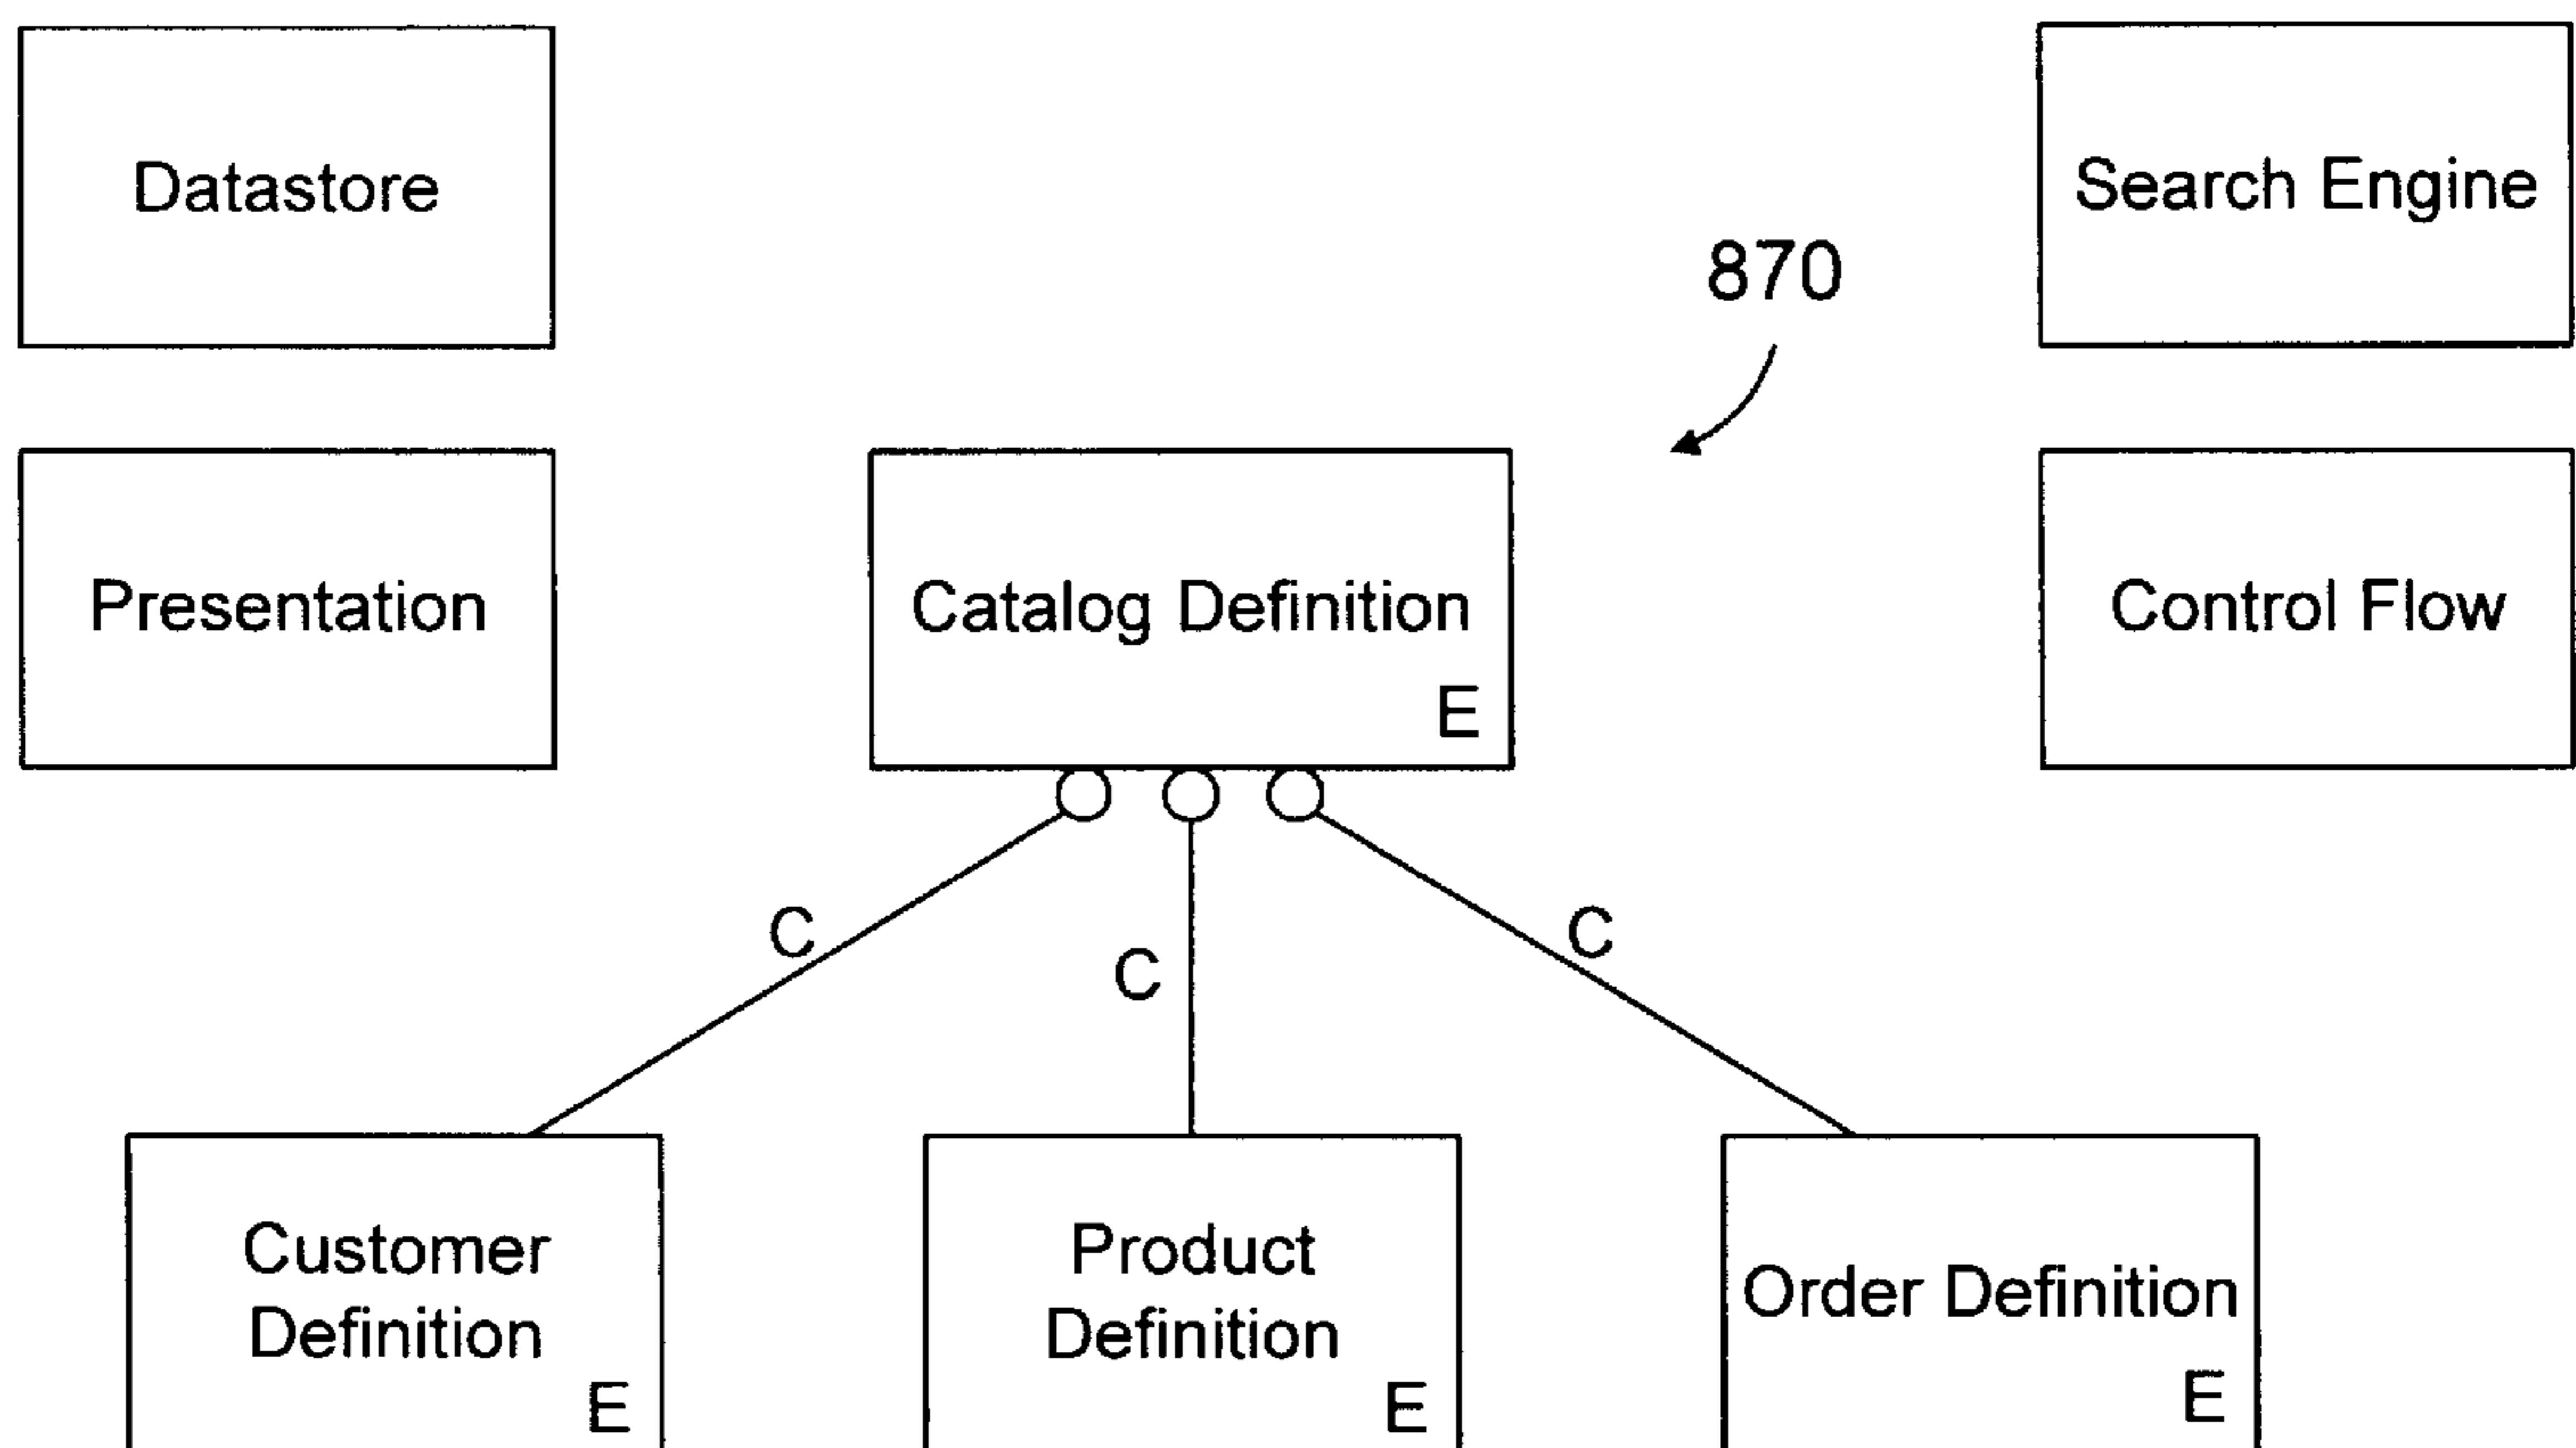 Datastore
Search Engine
870
Presentation
Catalog Definition
E
Control Flow
C
C
C
Customer
Definition
E
Product
Definition
E
Order Definition
E